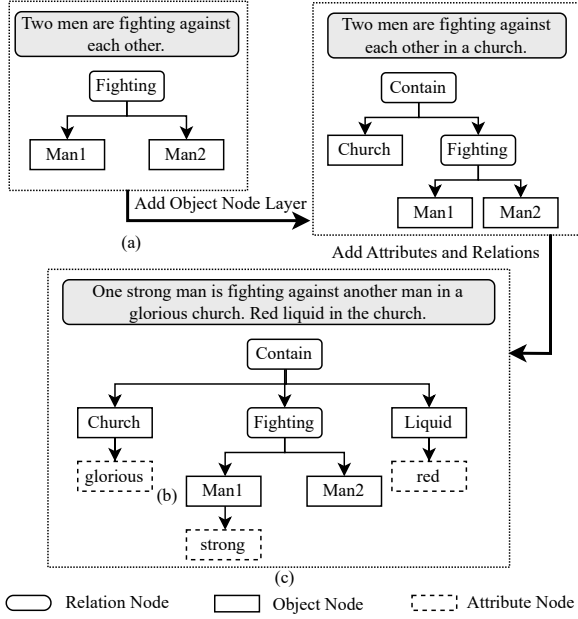 Two men are fighting against
each other.
Fighting
Man1
Man2
Add Object Node Layer
(a)
Two men are fighting against
each other in a church.
Contain
Church
Fighting
Man1
Man2
Add Attributes and Relations
One strong man is fighting against another man in a
glorious church. Red liquid in the church.
Contain
Church
Fighting
Liquid
glorious
(b)
Man1
Man2
red
strong
(c)
Relation Node
Object Node
Attribute Node